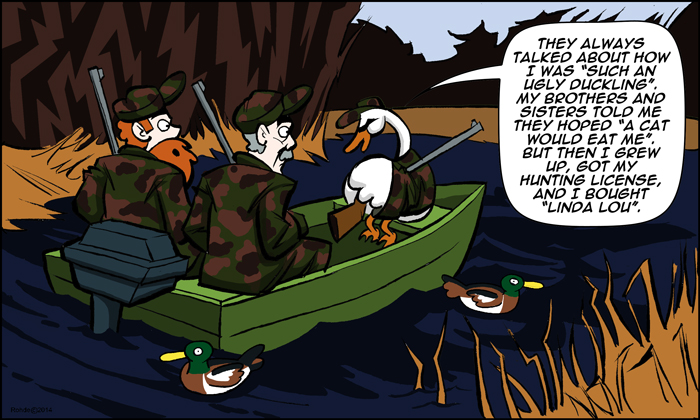 THEY ALWAYS
TALKED ABOUT HOW
I WAS "SUCH AN
UGLY DUCKLING".
MY BROTHERS AND
SISTERS TOLD ME
THEY HOPED "A CAT
WOULD EAT ME".
BUT THEN I GREW
UP, GOT MY
HUNTING LICENSE,
AND I BOUGHT
"LINDA LOU".